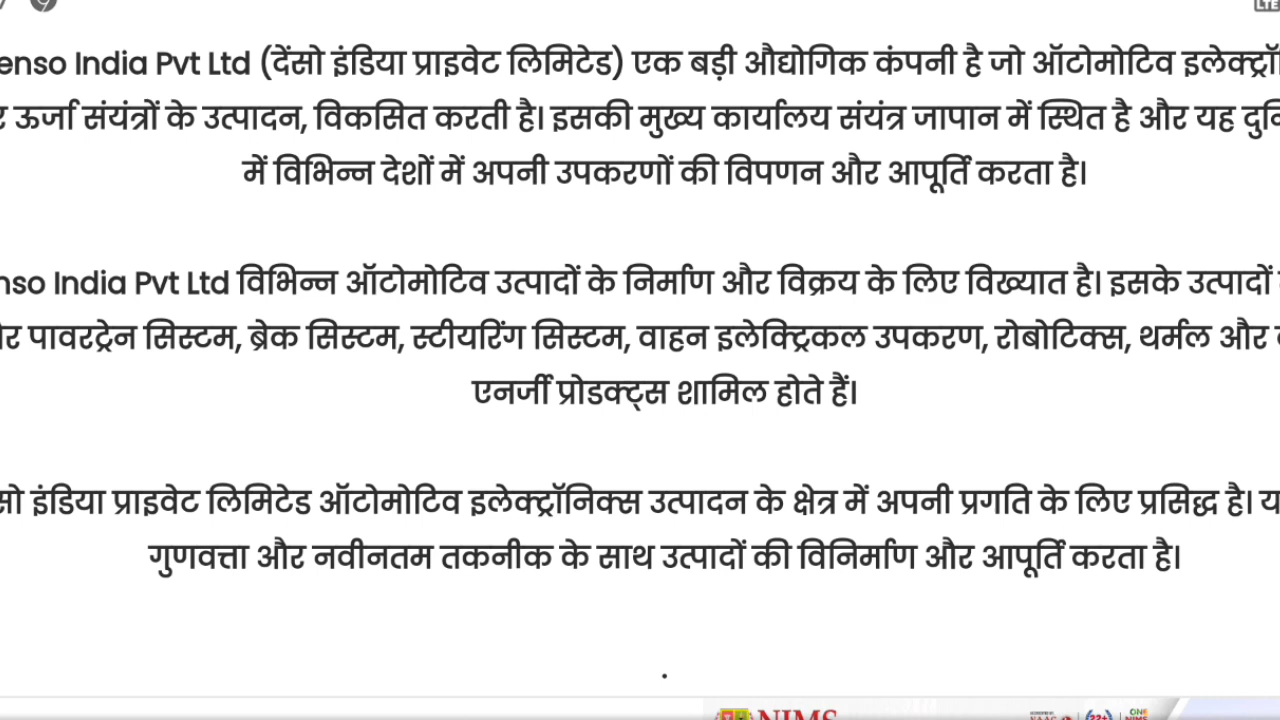 enso India Pvt Ltd (देंसो इंडिया प्राइवेट लिमिटेड) एक बड़ी औद्योगिक कंपनी है जो ऑटोमोटिव इलेक्ट्रॉ
र ऊर्जा संयंत्रों के उत्पादन, विकसित करती है। इसकी मुख्य कार्यालय संयंत्र जापान में स्थित है और यह दुनि
में विभिन्न देशों में अपनी उपकरणों की विपणन और आपूर्ति करता है।
nso India Pvt Ltd विभिन्न ऑटोमोटिव उत्पादों के निर्माण और विक्रय के लिए विख्यात है। इसके उत्पादों
र पावरट्रेन सिस्टम, ब्रेक सिस्टम, स्टीयरिंग सिस्टम, वाहन इलेक्ट्रिकल उपकरण, रोबोटिक्स, थर्मल और
एनर्जी प्रोडक्ट्स शामिल होते हैं।
सो इंडिया प्राइवेट लिमिटेड ऑटोमोटिव इलेक्ट्रॉनिक्स उत्पादन के क्षेत्र में अपनी प्रगति के लिए प्रसिद्ध है। य
गुणवत्ता और नवीनतम तकनीक के साथ उत्पादों की विनिर्माण और आपूर्ति करता है।
.
NIMS